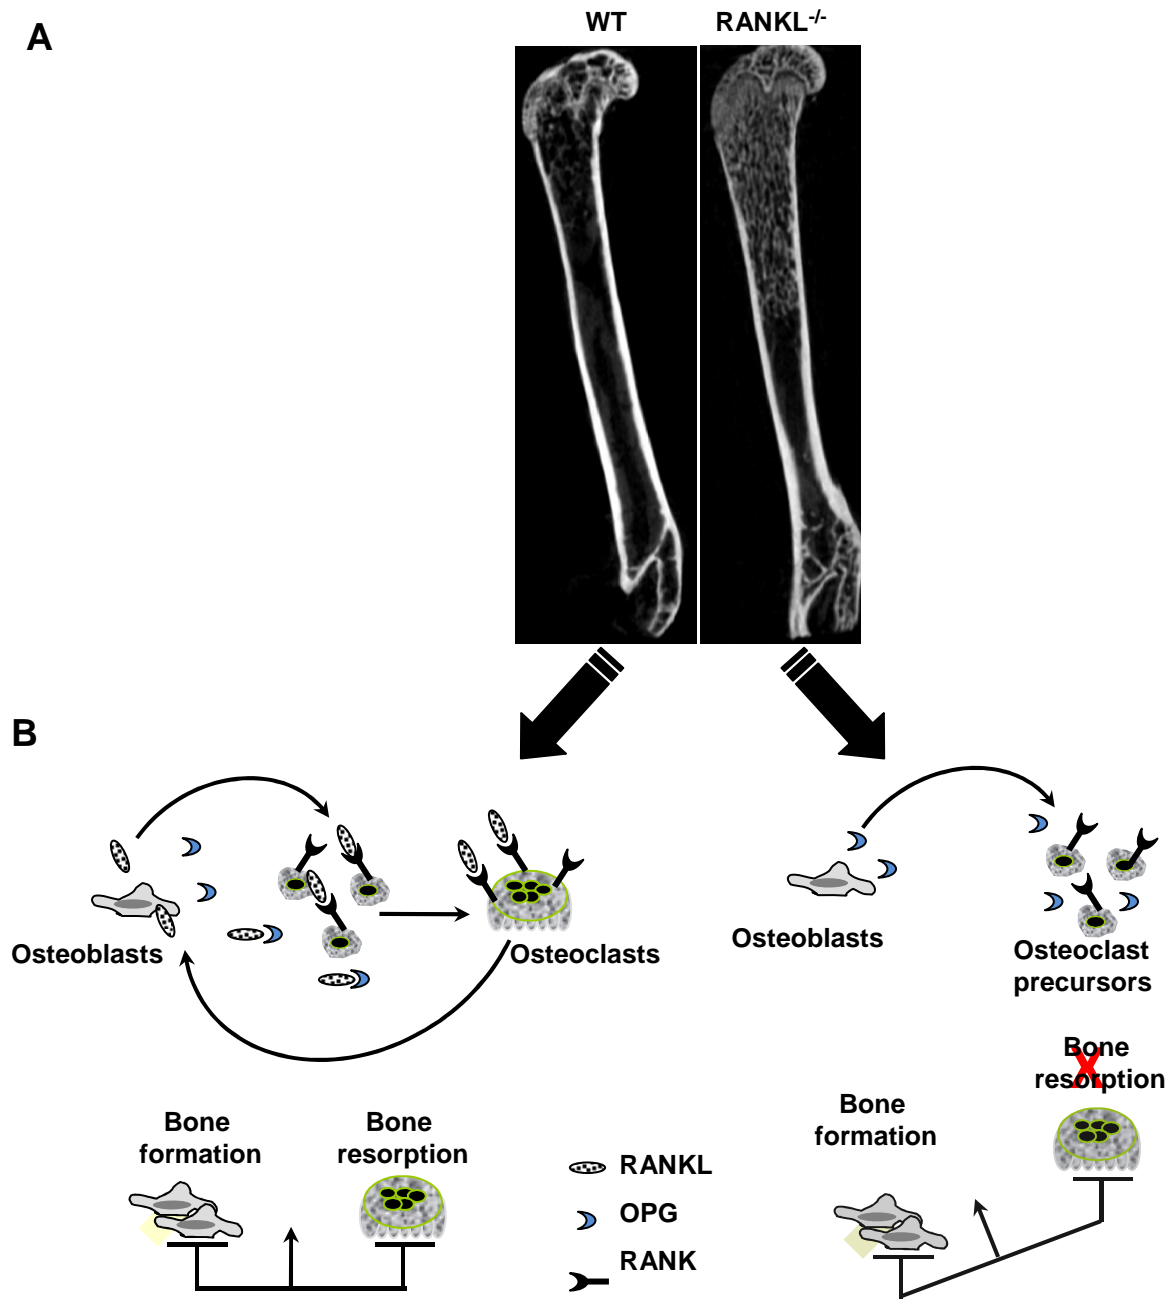 A
WT
RANKL-/-
B
Osteoblasts
Osteoclasts
Osteoblasts
Osteoclast
precursors
Bone
formation
Bone
resorption
RANKL
OPG
RANK
Bone
formation
Bone
resorption
X